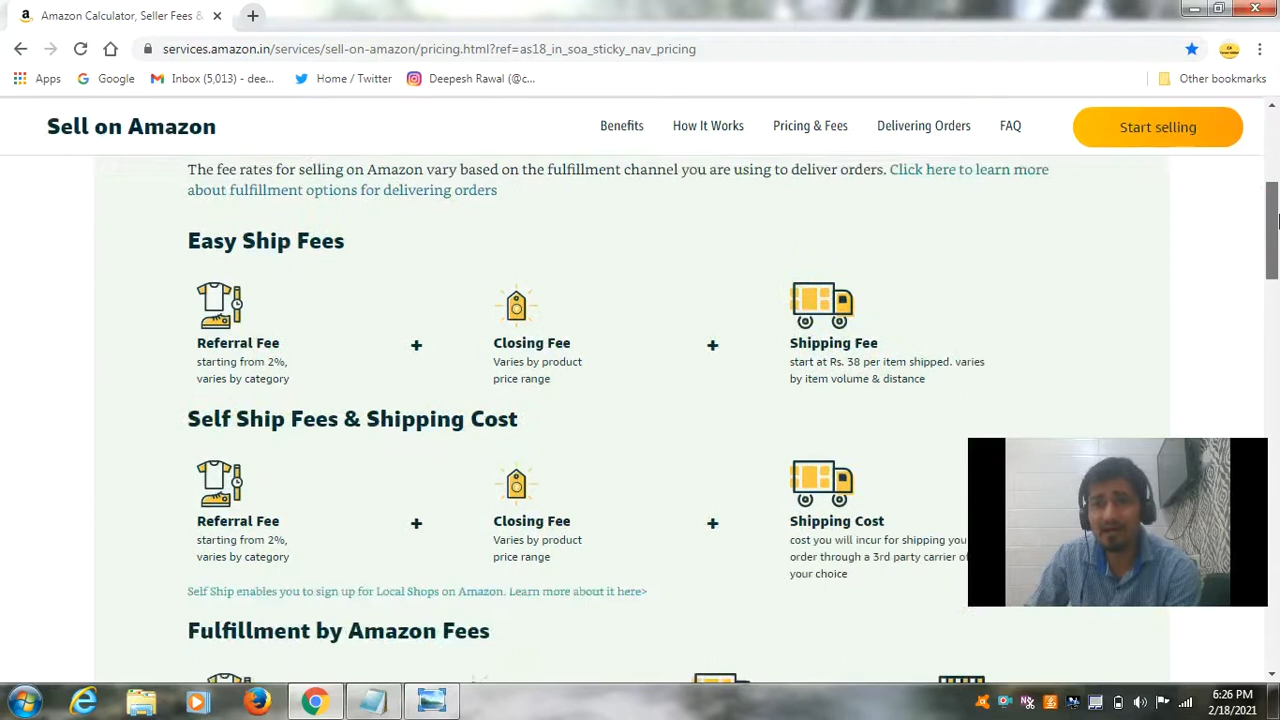 Amazon Calculator, Seller Fees &
services.amazon.in/services/sell-on-amazon/pricing.html?ref=as18_in_soa_sticky_nav_pricing
Apps Google Inbox (5,013) - dee... Home / Twitter Deepesh Rawal (@c... Other bookmarks
Sell on Amazon Benefits How It Works Pricing & Fees Delivering Orders FAQ Start selling
The fee rates for selling on Amazon vary based on the fulfillment channel you are using to deliver orders. Click here to learn more
about fulfillment options for delivering orders
Easy Ship Fees
Referral Fee + Closing Fee + Shipping Fee
starting from 2%, Varies by product start at Rs. 38 per item shipped. varies
varies by category price range by item volume & distance
Self Ship Fees & Shipping Cost
Referral Fee + Closing Fee + Shipping Cost
starting from 2%, Varies by product cost you will incur for shipping you
varies by category price range order through a 3rd party carrier of
your choice
Self Ship enables you to sign up for Local Shops on Amazon. Learn more about it here>
Fulfillment by Amazon Fees
6:26 PM
2/18/2021